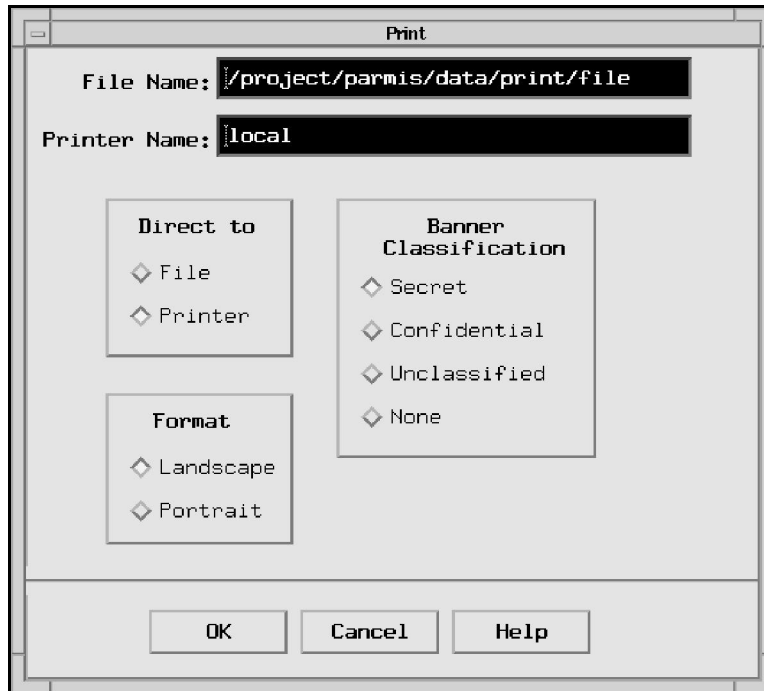 Print
File Name: /project/parmis/data/print/file
Printer Name: local
Direct to
File
Printer
Banner
Classification
Secret
Confidential
Unclassified
None
Format
Landscape
Portrait
OK Cancel Help